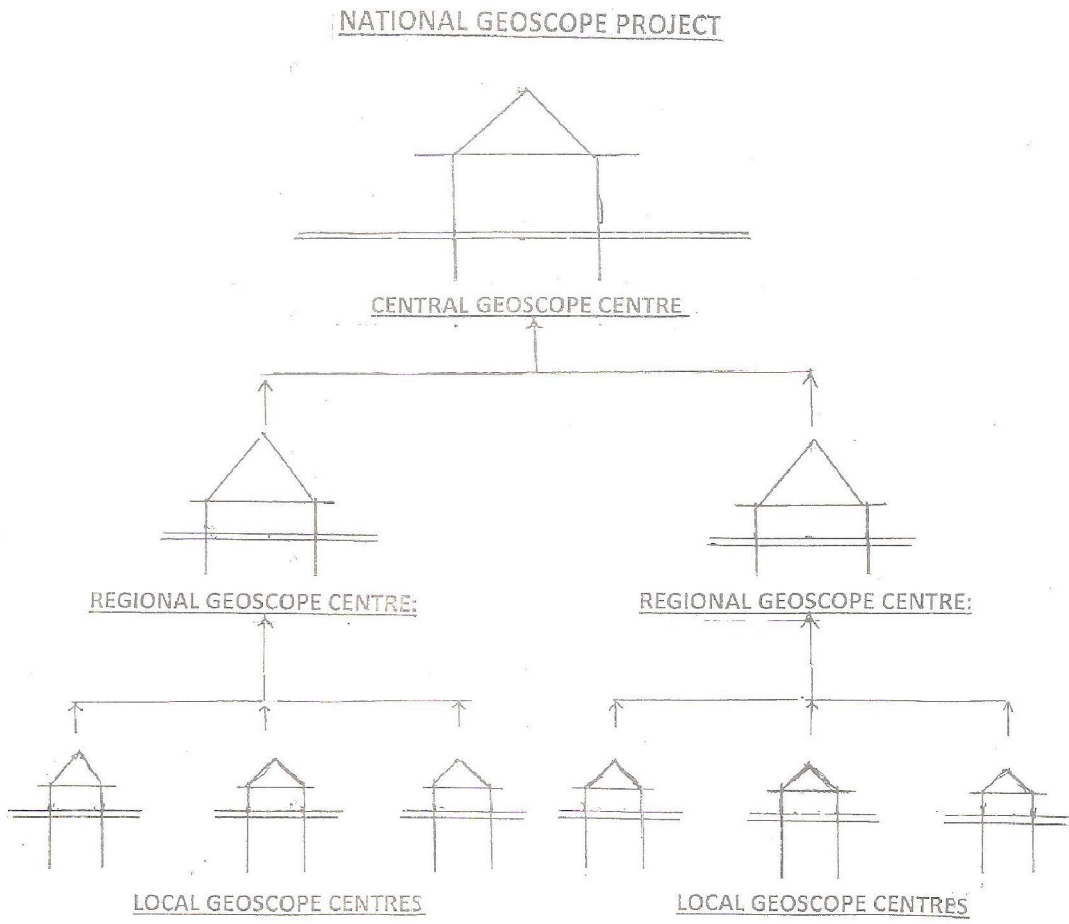 NATIONAL GEOSCOPE PROJECT
CENTRAL GEOSCOPE CENTRE
REGIONAL GEOSCOPE CENTRE:
REGIONAL GEOSCOPE CENTRE:
LOCAL GEOSCOPE CENTRES
LOCAL GEOSCOPE CENTRES